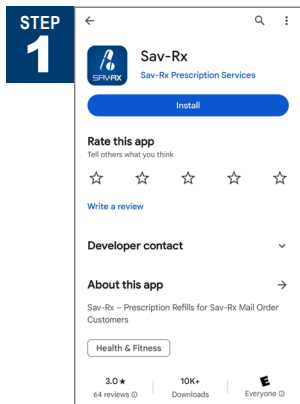 STEP
1
SAV-RX
Sav-Rx
Sav-Rx Prescription Services
Install
Rate this app
Tell others what you think
Write a review
Developer contact
About this app
Sav-Rx – Prescription Refills for Sav-Rx Mail Order
Customers
Health & Fitness
3.0★ 10K+ E
64 reviews Downloads Everyone